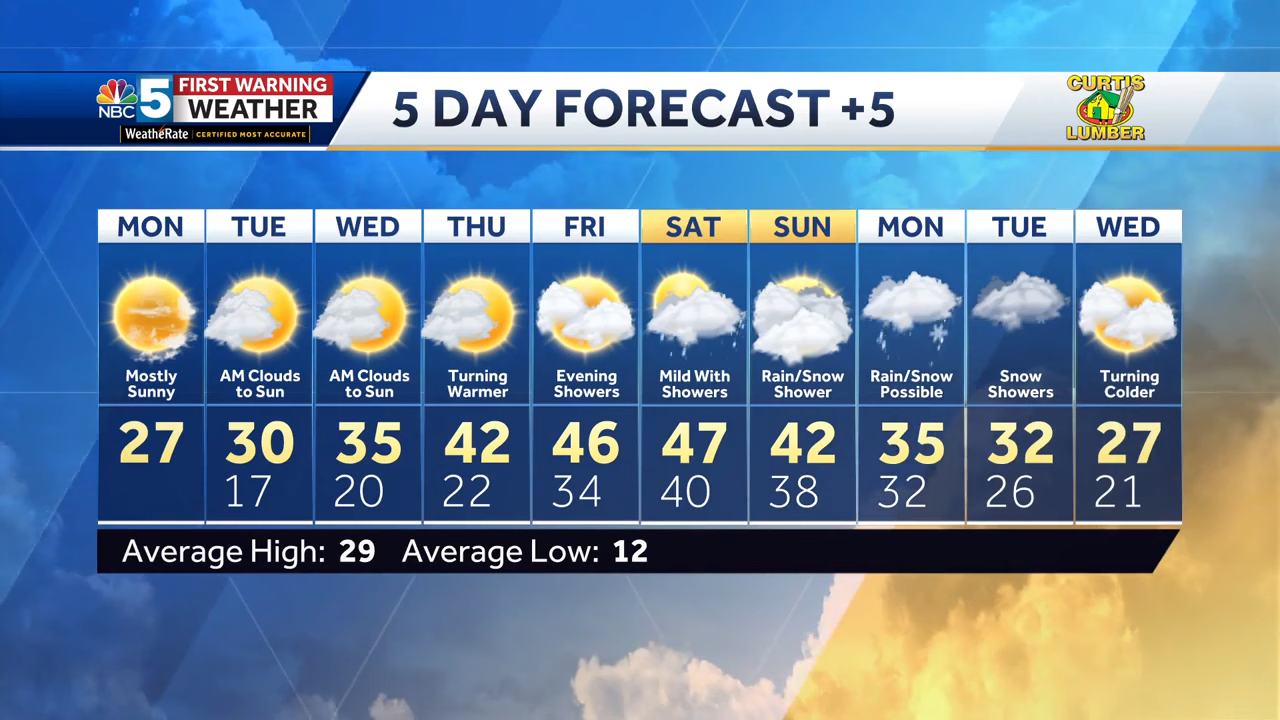 NBC 5 FIRST WARNING
WEATHER
WeatheRate CERTIFIED MOST ACCURATE
5 DAY FORECAST +5
CURTIS
LUMBER
MON TUE WED THU FRI SAT SUN MON TUE WED
Mostly AM Clouds AM Clouds Turning Evening Mild With Rain/Snow Rain/Snow Snow Turning
Sunny to Sun to Sun Warmer Showers Showers Shower Possible Showers Colder
27 30 35 42 46 47 42 35 32 27
17 20 22 34 40 38 32 26 21
Average High: 29 Average Low: 12